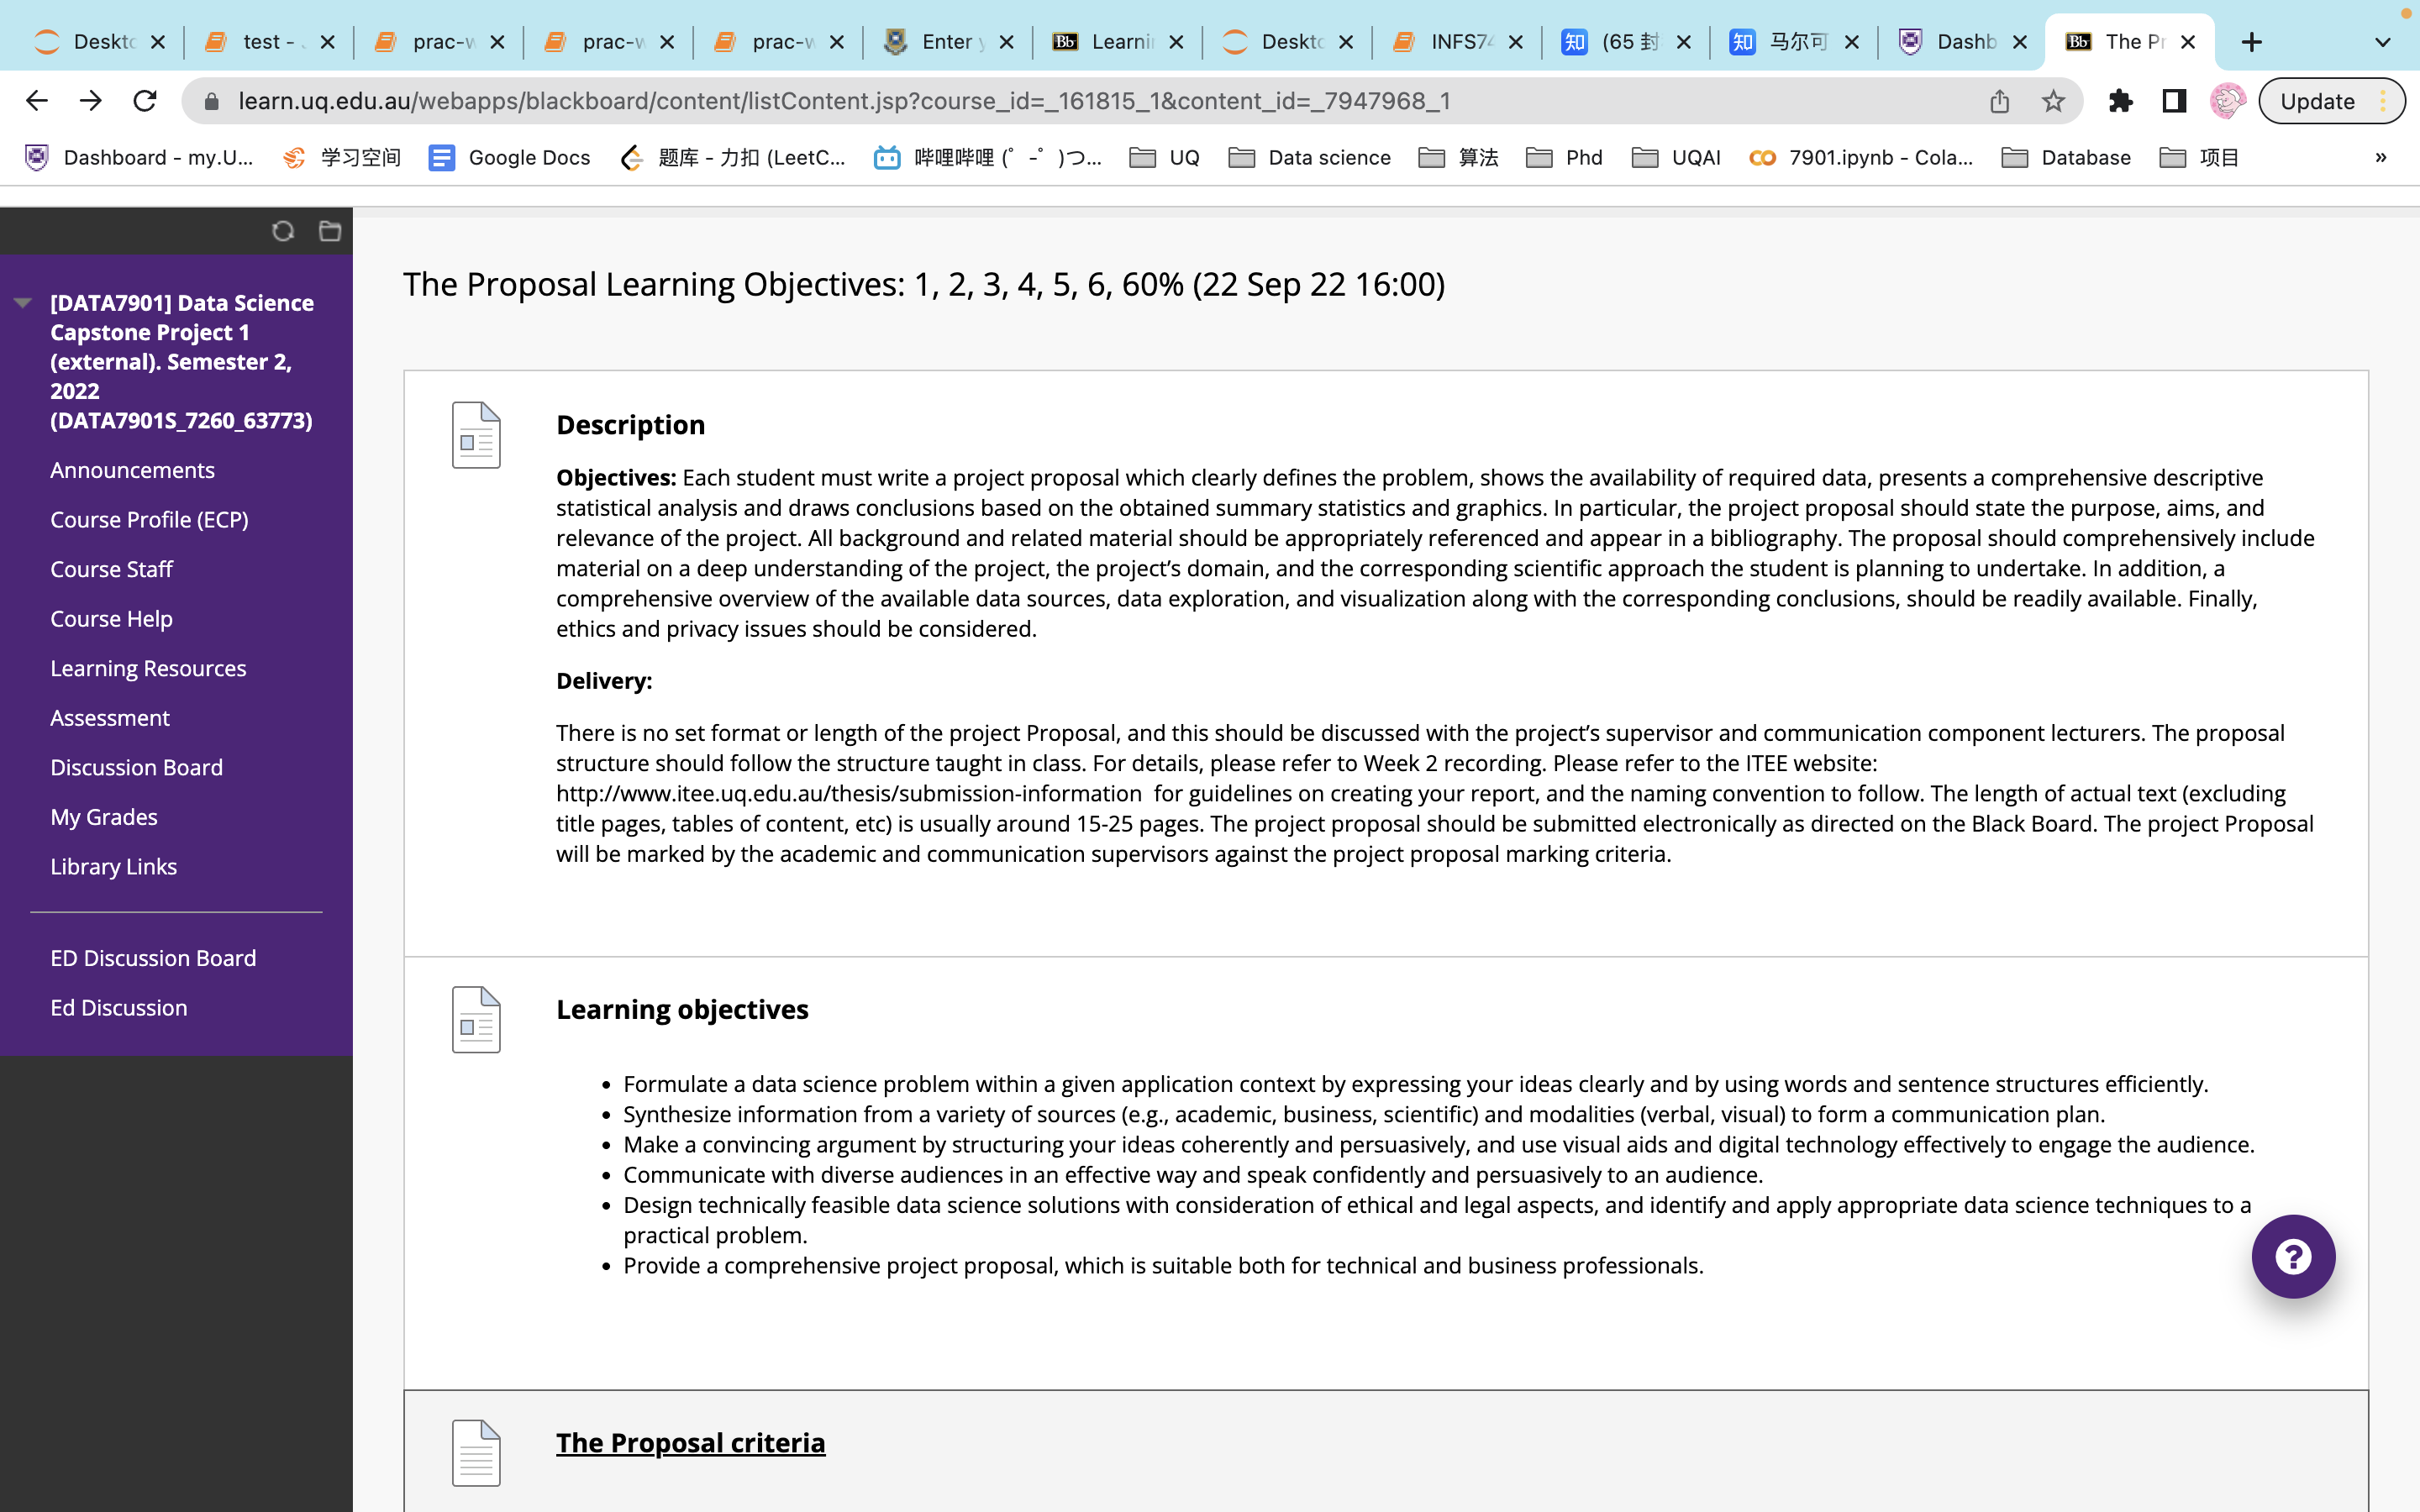 Deskto test - prac-w prac-w prac-w Enter y Bb Learnin Deskto INFS74 知 (65 封 知 马尔可 Dashb Bb The Pr
learn.uq.edu.au/webapps/blackboard/content/listContent.jsp?course_id=_161815_1&content_id=_7947968_1 Update
Dashboard - my.U... 学习空间 Google Docs 题库 - 力扣 (LeetC... 哔哩哔哩 (゜-゜)つ... UQ Data science 算法 Phd UQAI 7901.ipynb - Cola... Database 项目 »
[DATA7901] Data Science
Capstone Project 1
(external). Semester 2,
2022
(DATA7901S_7260_63773)
Announcements
Course Profile (ECP)
Course Staff
Course Help
Learning Resources
Assessment
Discussion Board
My Grades
Library Links
ED Discussion Board
Ed Discussion
The Proposal Learning Objectives: 1, 2, 3, 4, 5, 6, 60% (22 Sep 22 16:00)
Description
Objectives: Each student must write a project proposal which clearly defines the problem, shows the availability of required data, presents a comprehensive descriptive
statistical analysis and draws conclusions based on the obtained summary statistics and graphics. In particular, the project proposal should state the purpose, aims, and
relevance of the project. All background and related material should be appropriately referenced and appear in a bibliography. The proposal should comprehensively include
material on a deep understanding of the project, the project’s domain, and the corresponding scientific approach the student is planning to undertake. In addition, a
comprehensive overview of the available data sources, data exploration, and visualization along with the corresponding conclusions, should be readily available. Finally,
ethics and privacy issues should be considered.
Delivery:
There is no set format or length of the project Proposal, and this should be discussed with the project’s supervisor and communication component lecturers. The proposal
structure should follow the structure taught in class. For details, please refer to Week 2 recording. Please refer to the ITEE website:
http://www.itee.uq.edu.au/thesis/submission-information for guidelines on creating your report, and the naming convention to follow. The length of actual text (excluding
title pages, tables of content, etc) is usually around 15-25 pages. The project proposal should be submitted electronically as directed on the Black Board. The project Proposal
will be marked by the academic and communication supervisors against the project proposal marking criteria.
Learning objectives
• Formulate a data science problem within a given application context by expressing your ideas clearly and by using words and sentence structures efficiently.
• Synthesize information from a variety of sources (e.g., academic, business, scientific) and modalities (verbal, visual) to form a communication plan.
• Make a convincing argument by structuring your ideas coherently and persuasively, and use visual aids and digital technology effectively to engage the audience.
• Communicate with diverse audiences in an effective way and speak confidently and persuasively to an audience.
• Design technically feasible data science solutions with consideration of ethical and legal aspects, and identify and apply appropriate data science techniques to a
practical problem.
• Provide a comprehensive project proposal, which is suitable both for technical and business professionals.
?
The Proposal criteria